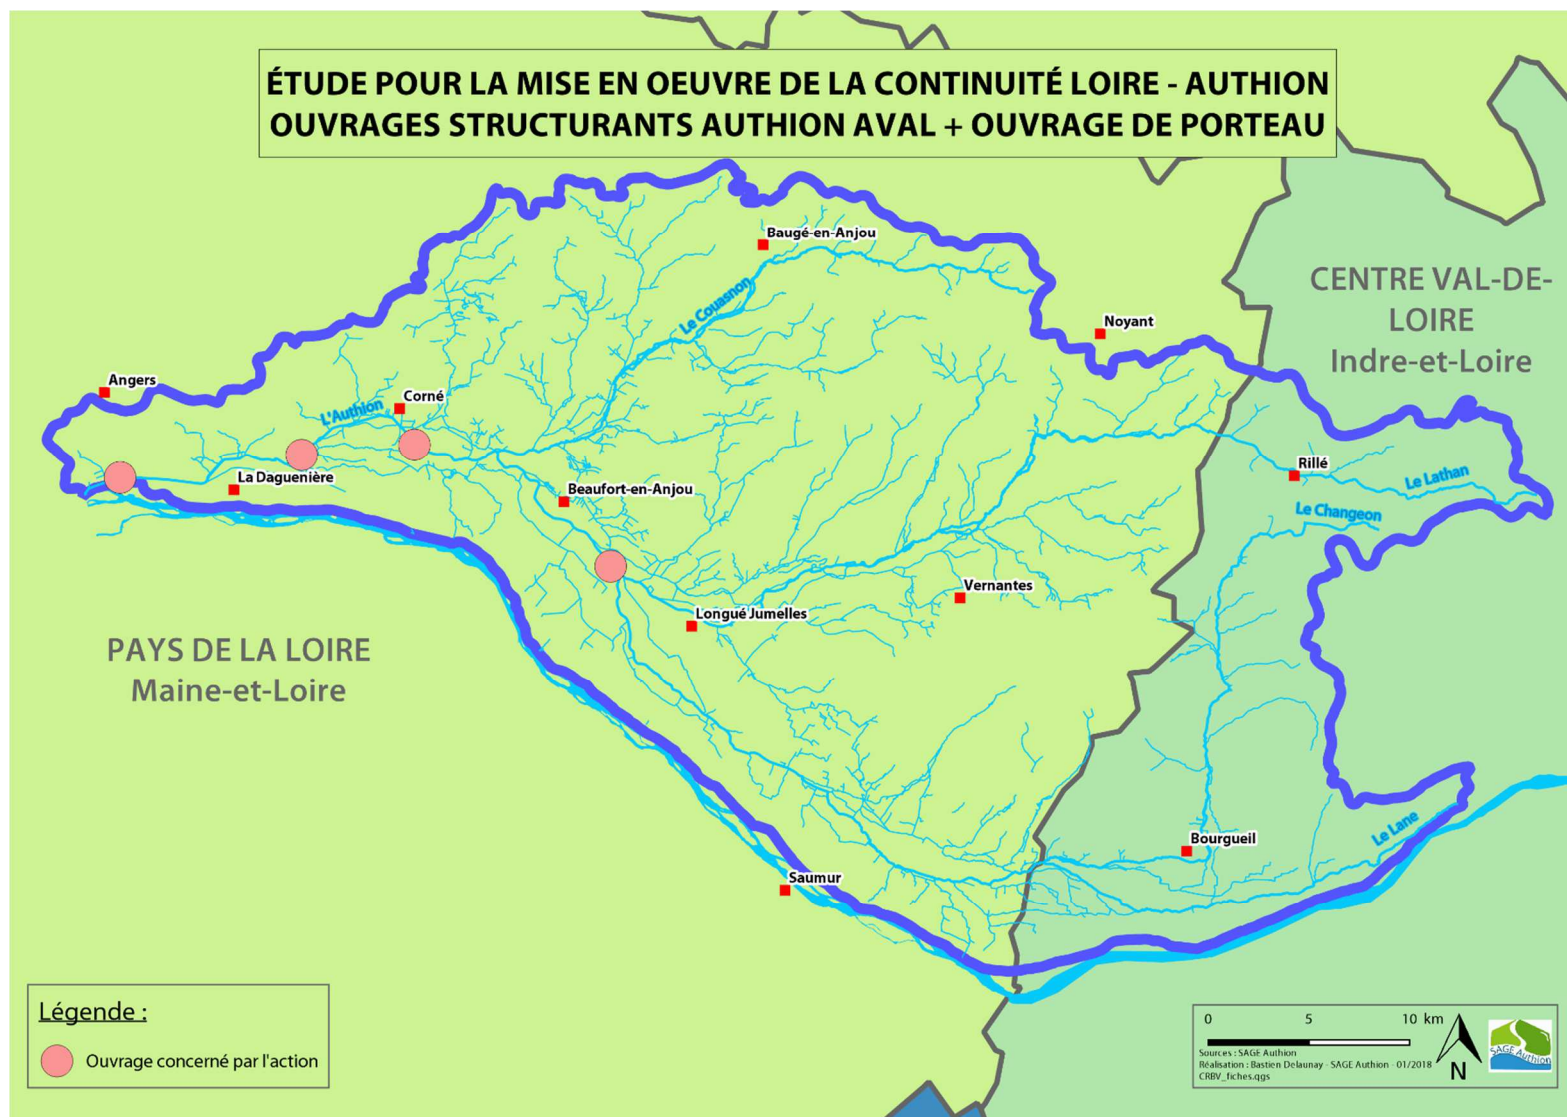 ÉTUDE POUR LA MISE EN OEUVRE DE LA CONTINUITÉ LOIRE - AUTHION
OUVRAGES STRUCTURANTS AUTHION AVAL + OUVRAGE DE PORTEAU
Baugé-en-Anjou
CENTRE VAL-DE-
LOIRE
Indre-et-Loire
Le Couasnon
Noyant
Angers
Corné
L'Authion
La Daguenière
Beaufort-en-Anjou
Rillé
Le Lathan
Le Changeon
Vernantes
Longué Jumelles
PAYS DE LA LOIRE
Maine-et-Loire
Bourgueil
Le Lane
Saumur
Légende :
Ouvrage concerné par l'action
0 5 10 km
Sources : SAGE Authion
Réalisation : Bastien Delaunay - SAGE Authion - 01/2018
CRBV_fiches.qgs
N
SAGE Authion